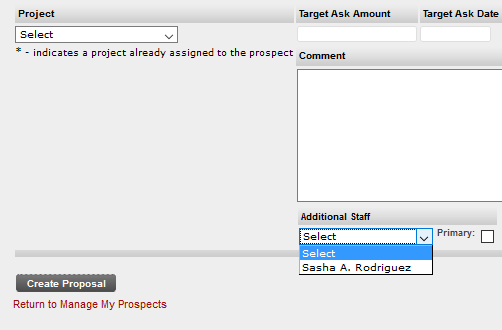 Project Target Ask Amount Target Ask Date
Select
* - indicates a project already assigned to the prospect
Comment
Additional Staff
Select Primary:
Select
Sasha A. Rodriguez
Create Proposal
Return to Manage My Prospects